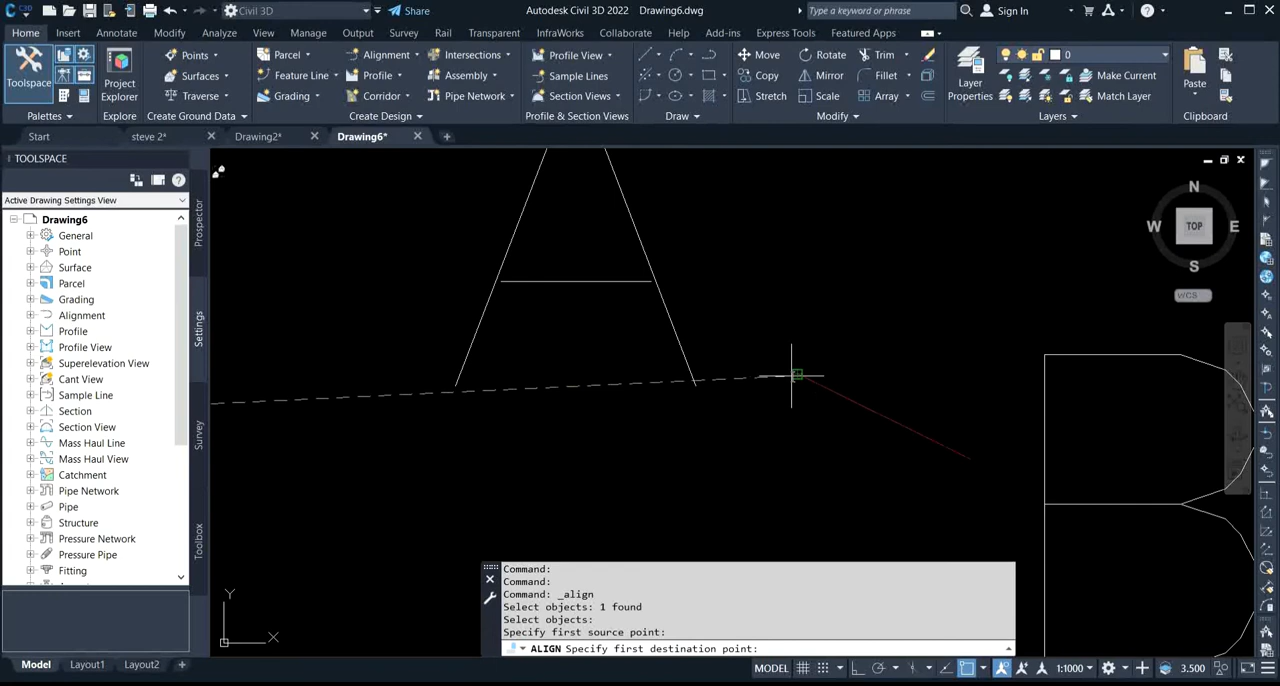 C3D Civil 3D Share Autodesk Civil 3D 2022 Drawing6.dwg Type a keyword or phrase Sign In
Home Insert Annotate Modify Analyze View Manage Output Survey Rail Transparent InfraWorks Collaborate Help Add-ins Express Tools Featured Apps
Toolspace
Palettes
Project Explorer
Explore
Points
Surfaces
Traverse
Create Ground Data
Parcel
Feature Line
Grading
Alignment
Profile
Corridor
Intersections
Assembly
Pipe Network
Create Design
Profile View
Sample Lines
Section Views
Profile & Section Views
Draw
Move
Copy
Stretch
Rotate
Mirror
Scale
Trim
Fillet
Array
Modify
Layer Properties
0
Make Current
Match Layer
Layers
Paste
Clipboard
Start steve 2* Drawing2* Drawing6*
TOOLSPACE
Active Drawing Settings View
Drawing6
General
Point
Surface
Parcel
Grading
Alignment
Profile
Profile View
Superelevation View
Cant View
Sample Line
Section
Section View
Mass Haul Line
Mass Haul View
Catchment
Pipe Network
Pipe
Structure
Pressure Network
Pressure Pipe
Fitting
Prospector
Settings
Survey
Toolbox
A
B
N
W TOP E
S
WCS
Y
X
Command:
Command:
Command: _align
Select objects: 1 found
Select objects:
Specify first source point:
ALIGN Specify first destination point:
Model Layout1 Layout2 MODEL 1:1000 3.500